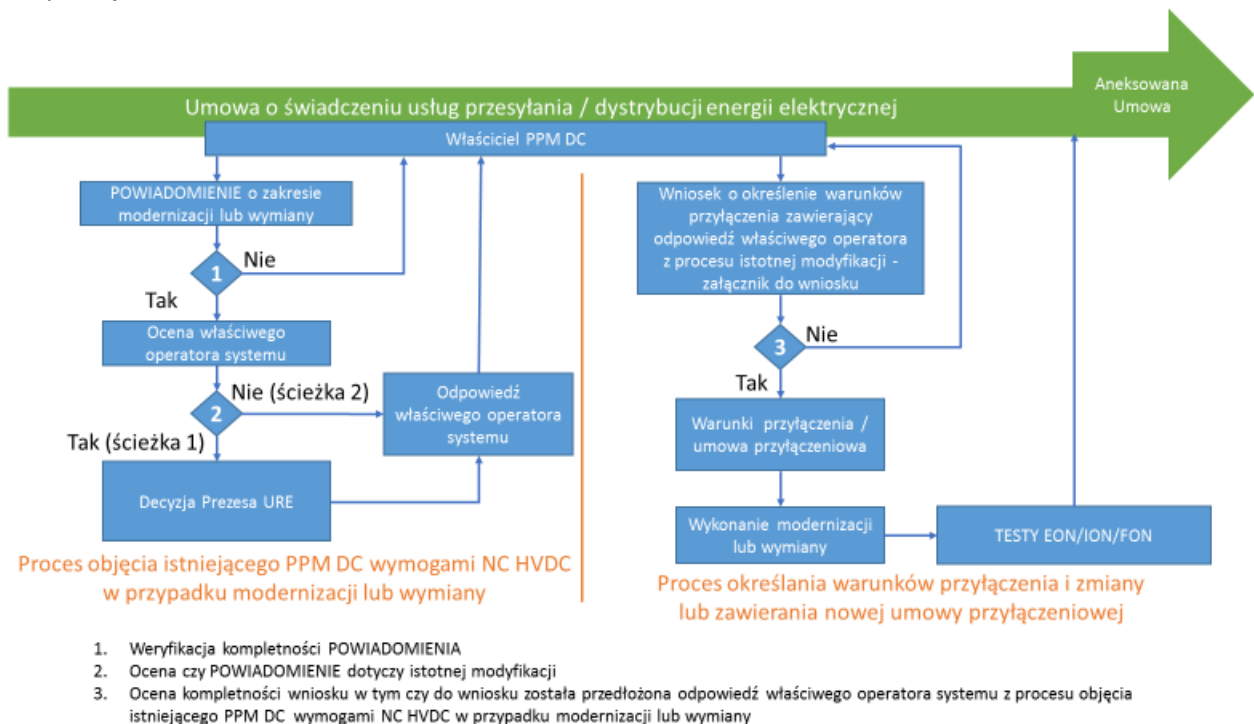 Umowa o świadczeniu usług przesyłania / dystrybucji energii elektrycznej
Aneksowana
Umowa
Właściciel PPM DC
POWIADOMIENIE o zakresie
modernizacji lub wymiany
1
Nie
Tak
Ocena właściwego
operatora systemu
2
Nie (ścieżka 2)
Tak (ścieżka 1)
Odpowiedź
właściwego operatora
systemu
Decyzja Prezesa URE
Proces objęcia istniejącego PPM DC wymogami NC HVDC
w przypadku modernizacji lub wymiany
Wniosek o określenie warunków
przyłączenia zawierający
odpowiedź właściwego operatora
z procesu istotnej modyfikacji -
załącznik do wniosku
3
Nie
Tak
Warunki przyłączenia /
umowa przyłączeniowa
Wykonanie modernizacji
lub wymiany
TESTY EON/ION/FON
Proces określania warunków przyłączenia i zmiany
lub zawierania nowej umowy przyłączeniowej
1. Weryfikacja kompletności POWIADOMIENIA
2. Ocena czy POWIADOMIENIE dotyczy istotnej modyfikacji
3. Ocena kompletności wniosku w tym czy do wniosku została przedłożona odpowiedź właściwego operatora systemu z procesu objęcia
istniejącego PPM DC wymogami NC HVDC w przypadku modernizacji lub wymiany